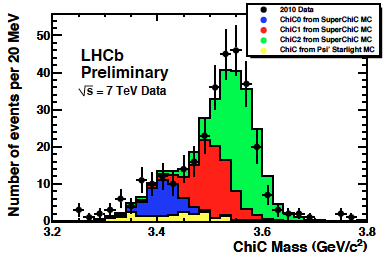 2010 Data
ChiC0 from SuperChiC MC
ChiC1 from SuperChiC MC
ChiC2 from SuperChiC MC
ChiC from Psi' Starlight MC
LHCb
Preliminary
√s = 7 TeV Data
Number of events per 20 MeV
50
40
30
20
10
0
3.2 3.4 3.6 3.8
ChiC Mass (GeV/c²)